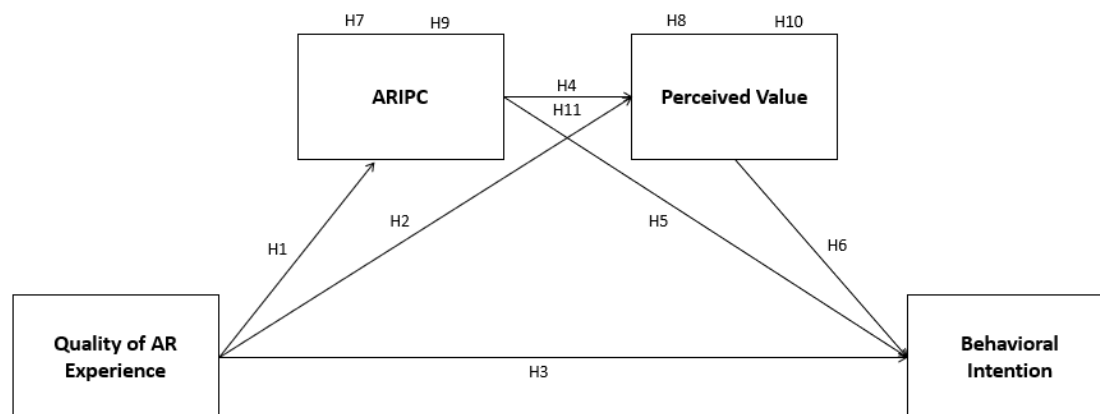 H7
H9
H8
H10
ARIPC
H4
H11
Perceived Value
H1
H2
H5
H6
Quality of AR
Experience
H3
Behavioral
Intention